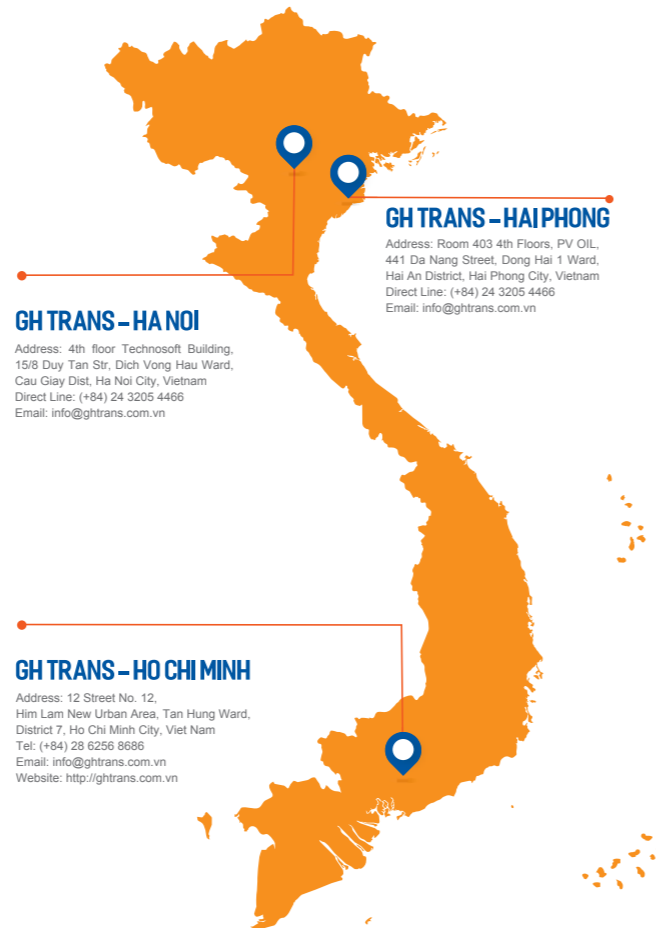 GH TRANS – HAI PHONG
Address: Room 403 4th Floors, PV OIL,
441 Da Nang Street, Dong Hai 1 Ward,
Hai An District, Hai Phong City, Vietnam
Direct Line: (+84) 24 3205 4466
Email: info@ghtrans.com.vn
GH TRANS – HA NOI
Address: 4th floor Technosoft Building,
15/8 Duy Tan Str, Dich Vong Hau Ward,
Cau Giay Dist, Ha Noi City, Vietnam
Direct Line: (+84) 24 3205 4466
Email: info@ghtrans.com.vn
GH TRANS – HO CHI MINH
Address: 12 Street No. 12,
Him Lam New Urban Area, Tan Hung Ward,
District 7, Ho Chi Minh City, Viet Nam
Tel: (+84) 28 6256 8686
Email: info@ghtrans.com.vn
Website: http://ghtrans.com.vn